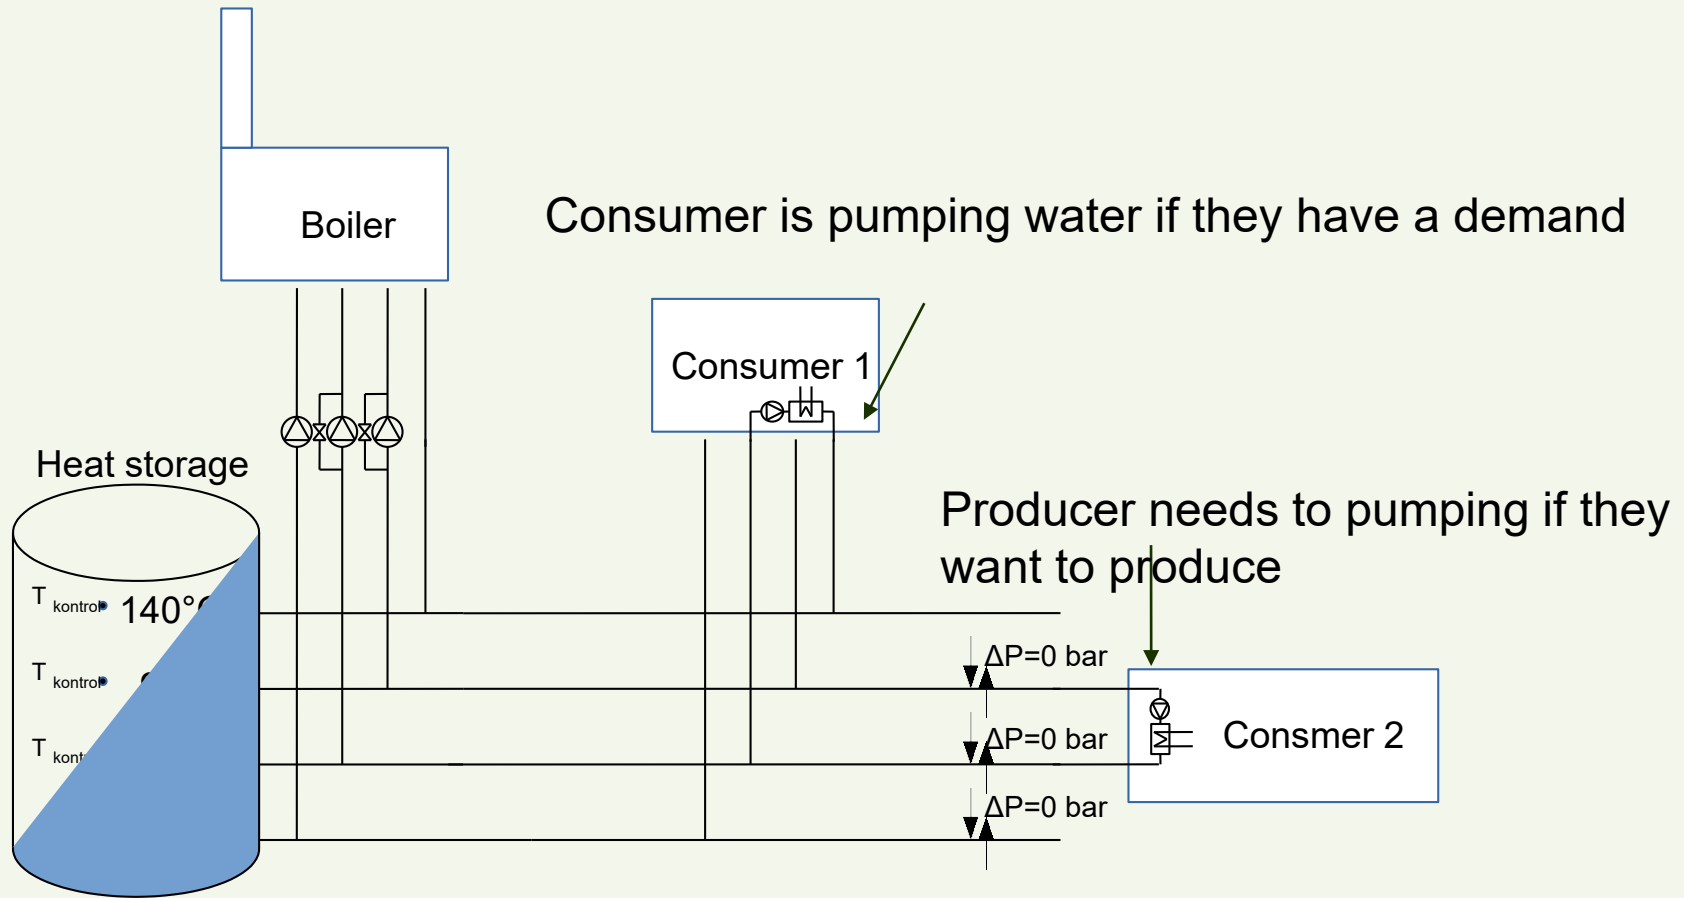 Boiler
Consumer is pumping water if they have a demand
Consumer 1
Heat storage
Producer needs to pumping if they
want to produce
T kontrol 140°C
ΔP=0 bar
T kontrol
ΔP=0 bar
Consmer 2
T
ΔP=0 bar